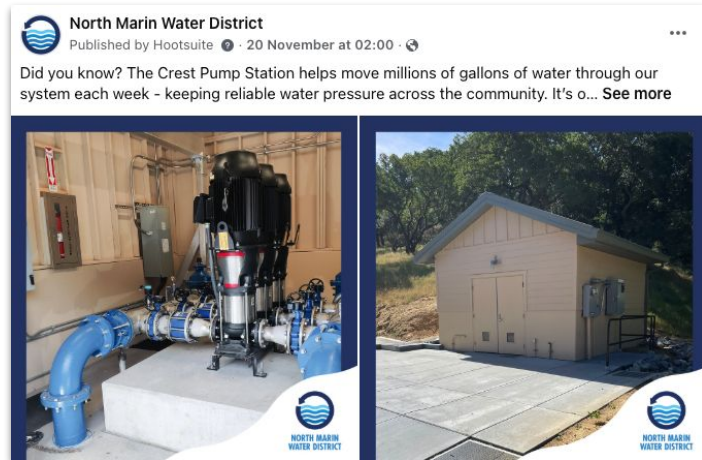 North Marin Water District
Published by Hootsuite · 20 November at 02:00 ·
Did you know? The Crest Pump Station helps move millions of gallons of water through our
system each week - keeping reliable water pressure across the community. It's o... See more
NORTH MARIN
WATER DISTRICT
NORTH MARIN
WATER DISTRICT